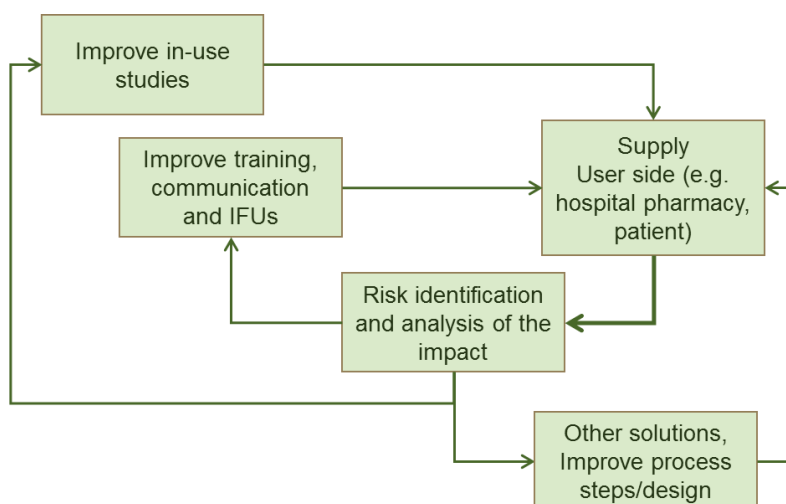 Improve in-use
studies
Improve training,
communication
and IFUs
Supply
User side (e.g.
hospital pharmacy,
patient)
Risk identification
and analysis of the
impact
Other solutions,
Improve process
steps/design